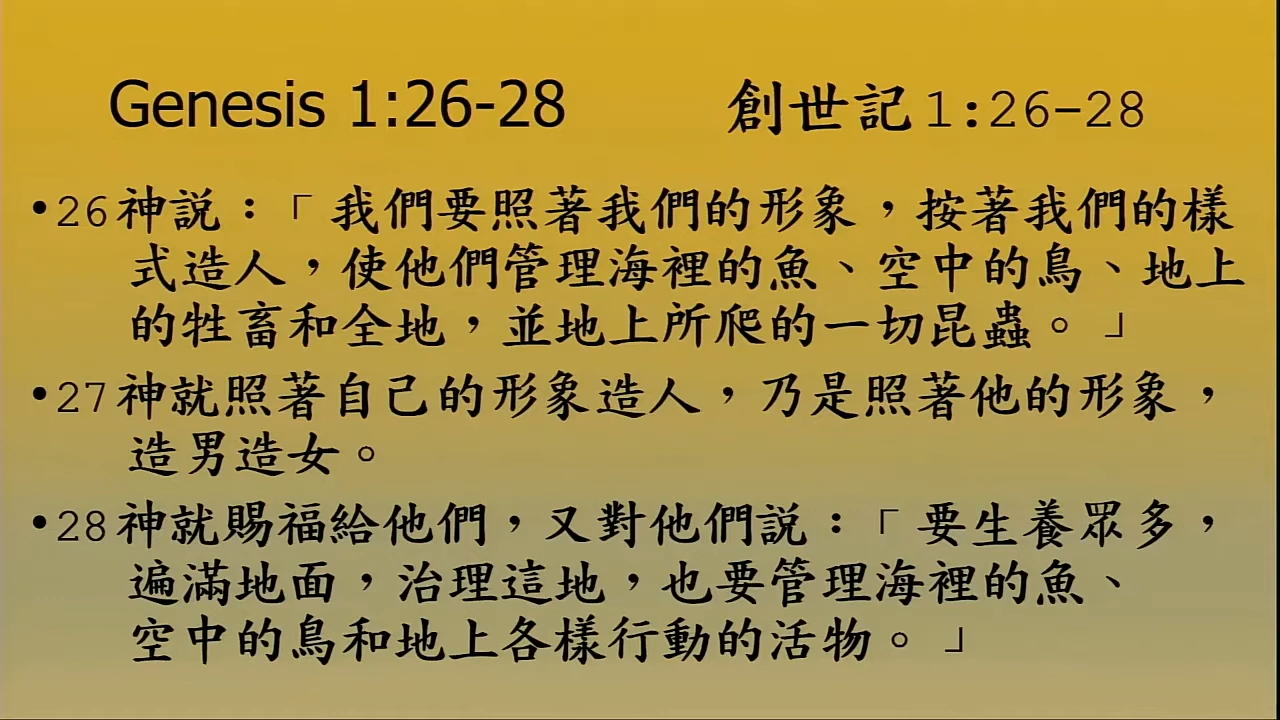 Genesis 1:26-28 創世記1:26-28
•26神説：「我們要照著我們的形象，按著我們的樣
式造人，使他們管理海裡的魚、空中的鳥、地上
的牲畜和全地，並地上所爬的一切昆蟲。」
•27神就照著自己的形象造人，乃是照著他的形象，
造男造女。
•28神就賜福給他們，又對他們説：「要生養眾多，
遍滿地面，治理這地，也要管理海裡的魚、
空中的鳥和地上各樣行動的活物。」